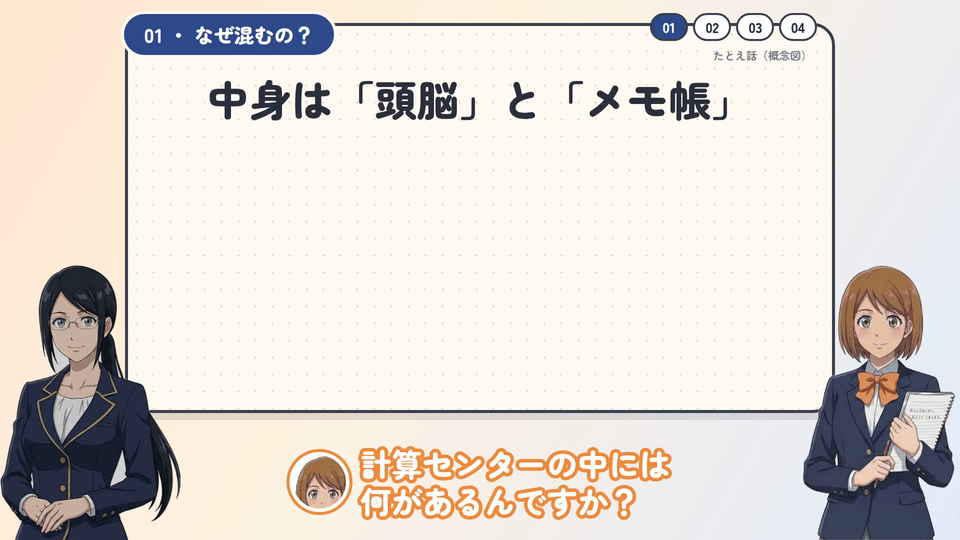 01・なぜ混むの？
01 02 03 04
たとえ話（概念図）
中身は「頭脳」と「メモ帳」
計算センターの中には
何があるんですか？